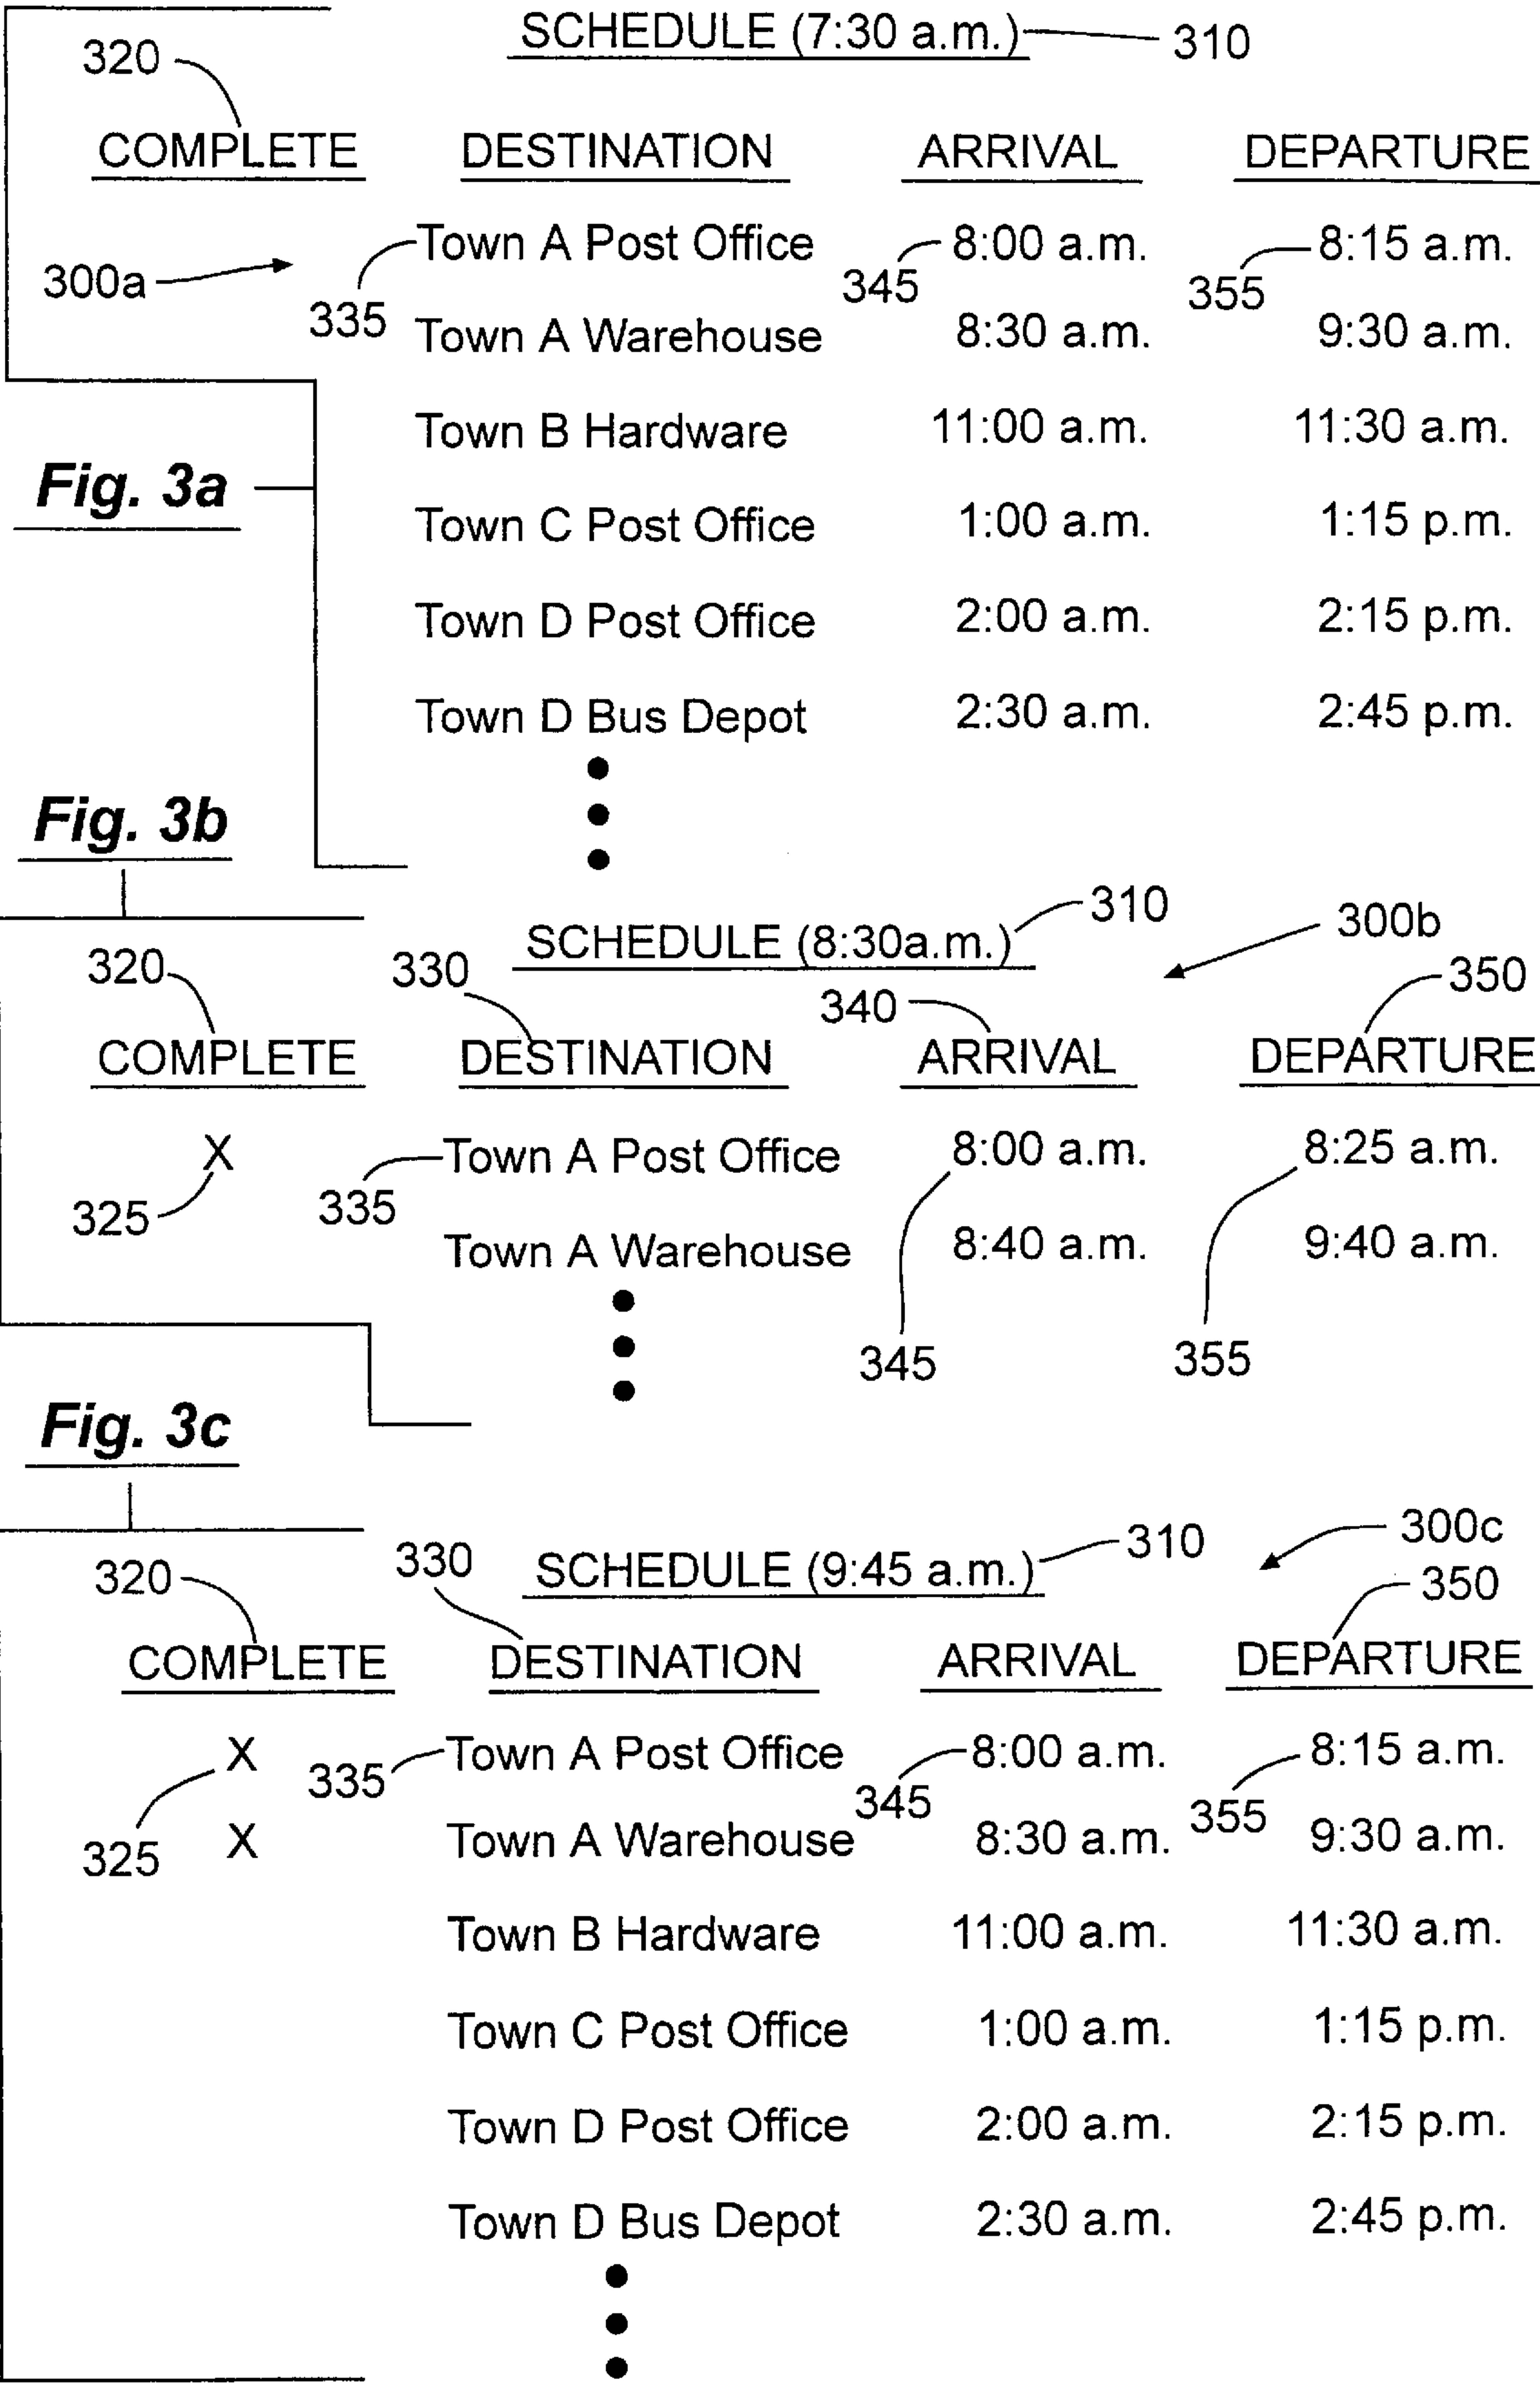 SCHEDULE (7:30 a.m.) 310
320
COMPLETE DESTINATION ARRIVAL DEPARTURE
Town A Post Office 8:00 a.m. 8:15 a.m.
300a 335 345 355
Town A Warehouse 8:30 a.m. 9:30 a.m.
Town B Hardware 11:00 a.m. 11:30 a.m.
Fig. 3a
Town C Post Office 1:00 a.m. 1:15 p.m.
Town D Post Office 2:00 a.m. 2:15 p.m.
Town D Bus Depot 2:30 a.m. 2:45 p.m.
Fig. 3b
SCHEDULE (8:30a.m.) 310 300b
320 330 340 350
COMPLETE DESTINATION ARRIVAL DEPARTURE
X Town A Post Office 8:00 a.m. 8:25 a.m.
325 335
Town A Warehouse 8:40 a.m. 9:40 a.m.
345 355
Fig. 3c
SCHEDULE (9:45 a.m.) 310 300c
320 330 350
COMPLETE DESTINATION ARRIVAL DEPARTURE
X Town A Post Office 8:00 a.m. 8:15 a.m.
335 345 355
325 X Town A Warehouse 8:30 a.m. 9:30 a.m.
Town B Hardware 11:00 a.m. 11:30 a.m.
Town C Post Office 1:00 a.m. 1:15 p.m.
Town D Post Office 2:00 a.m. 2:15 p.m.
Town D Bus Depot 2:30 a.m. 2:45 p.m.